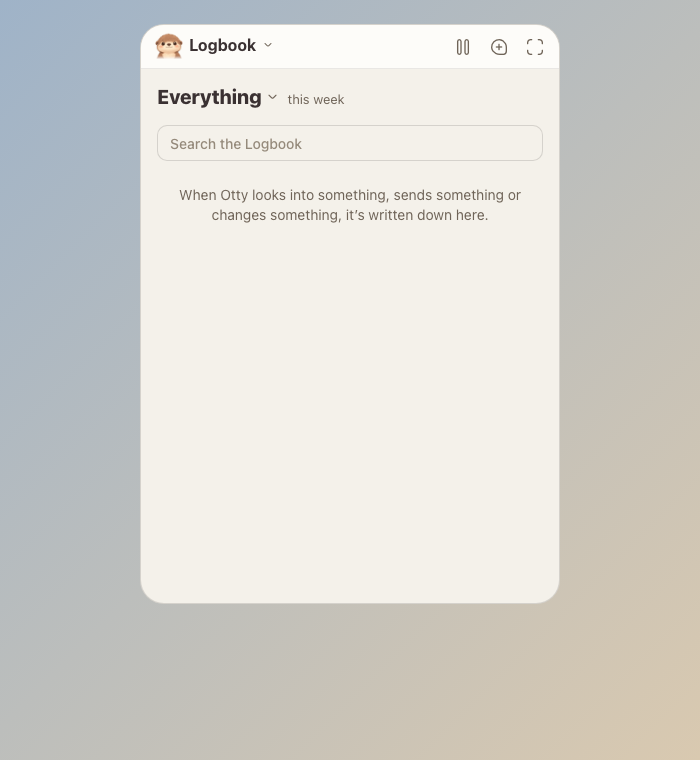 Logbook
Everything this week
Search the Logbook
When Otty looks into something, sends something or
changes something, it’s written down here.